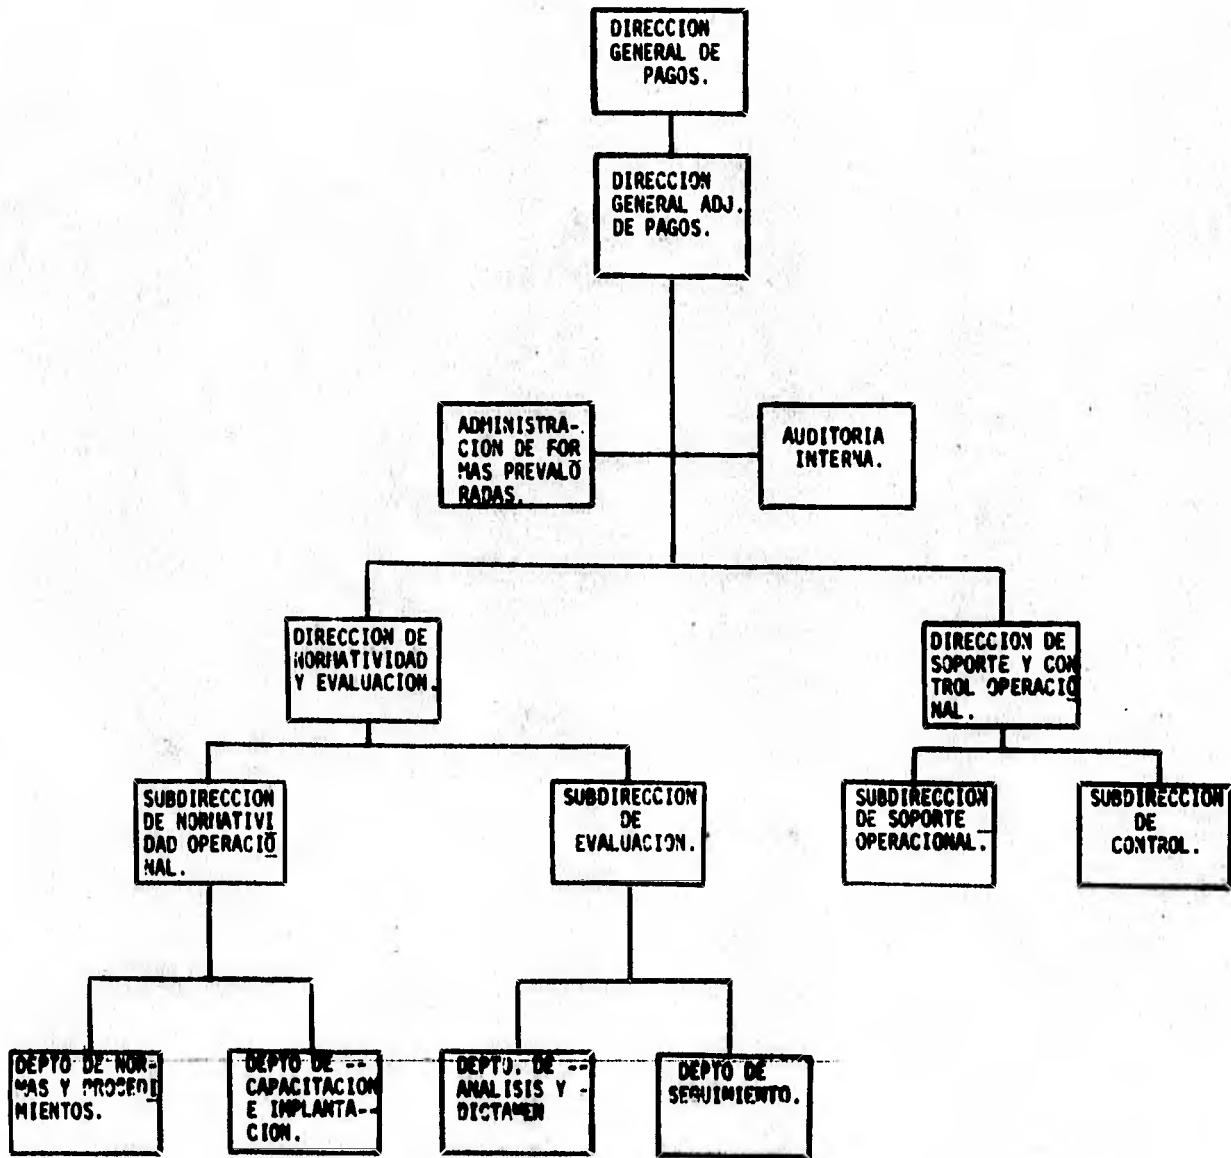 DIRECCION
GENERAL DE
PAGOS.
DIRECCION
GENERAL ADJ.
DE PAGOS.
ADMINISTRA-
CION DE FOR
MAS PREVALO
RADAS.
AUDITORIA
INTERNA.
DIRECCION DE
NORMATIVIDAD
Y EVALUACION.
DIRECCION DE
SOPORTE Y CON
TROL OPERACIO
NAL.
SUBDIRECCION
DE NORMATIVI
DAD OPERACIO
NAL.
SUBDIRECCION
DE
EVALUACION.
SUBDIRECCION
DE SOPORTE -
OPERACIONAL.
SUBDIRECCION
DE
CONTROL.
DEPTO DE NOR-
MAS Y PROCEDI
MIENTOS.
DEPTO DE --
CAPACITACION
E IMPLANTA--
CION.
DEPTO. DE --
ANALISIS Y -
DICTAMEN
DEPTO DE
SEGUIMIENTO.